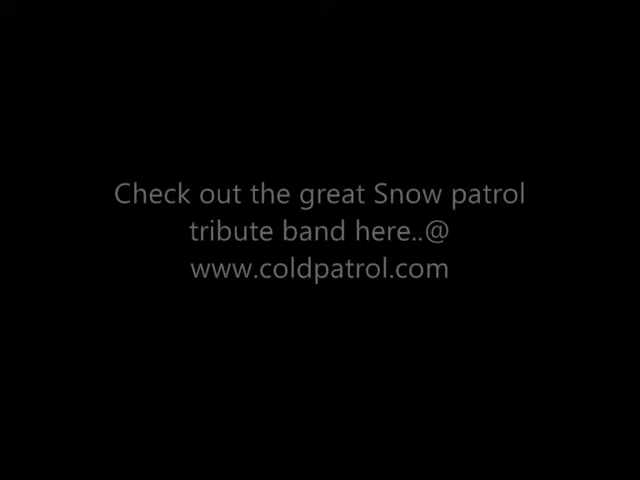 Check out the great Snow patrol
tribute band here..@
www.coldpatrol.com